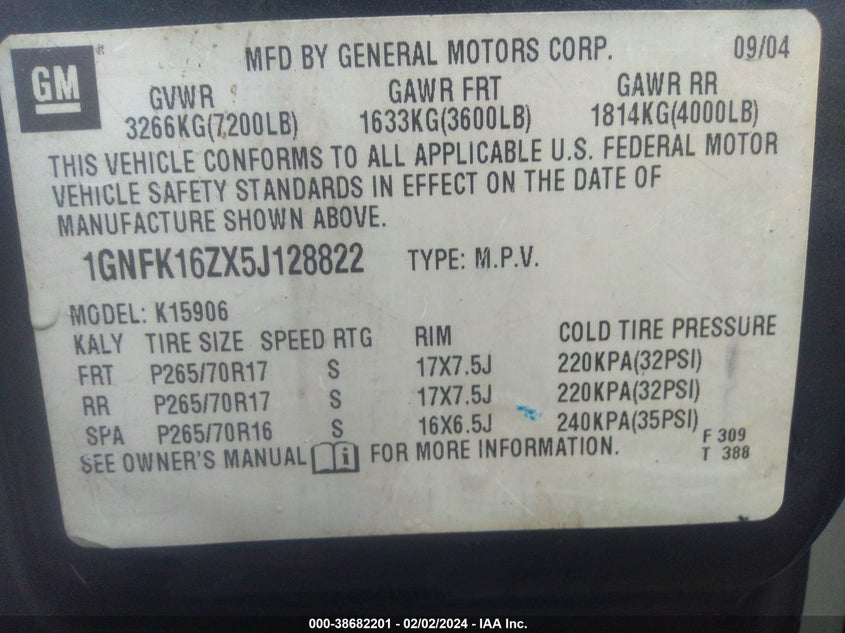 GM
MFD BY GENERAL MOTORS CORP. 09/04
GVWR GAWR FRT GAWR RR
3266KG(7200LB) 1633KG(3600LB) 1814KG(4000LB)
THIS VEHICLE CONFORMS TO ALL APPLICABLE U.S. FEDERAL MOTOR
VEHICLE SAFETY STANDARDS IN EFFECT ON THE DATE OF
MANUFACTURE SHOWN ABOVE.
1GNFK16ZX5J128822 TYPE: M.P.V.
MODEL: K15906
KALY TIRE SIZE SPEED RTG RIM COLD TIRE PRESSURE
FRT P265/70R17 S 17X7.5J 220KPA(32PSI)
RR P265/70R17 S 17X7.5J 220KPA(32PSI)
SPA P265/70R16 S 16X6.5J 240KPA(35PSI) F 309
SEE OWNER'S MANUAL i FOR MORE INFORMATION. T 388
000-38682201 - 02/02/2024 - IAA Inc.